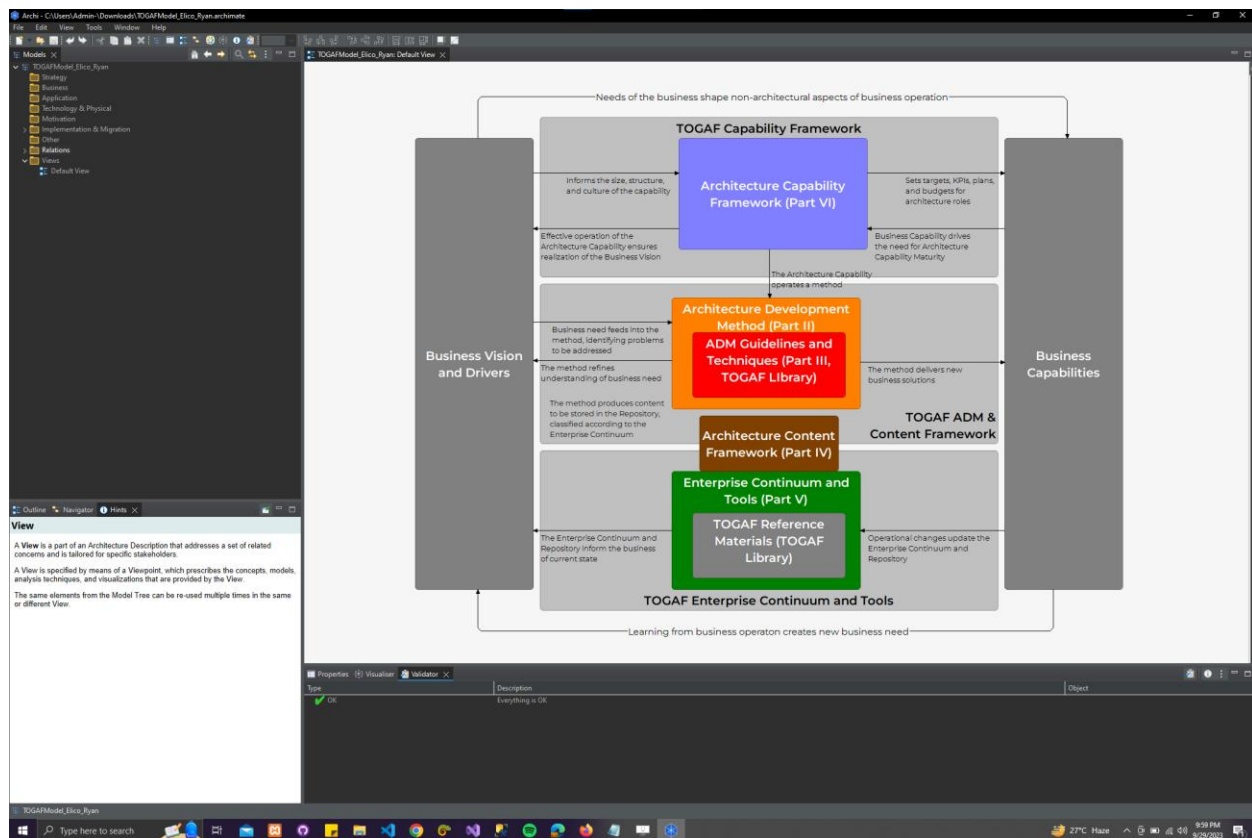 Archi - C:\Users\Admin-\Downloads\TOGAFModel_Elico_Ryan.archimate
File Edit View Tools Window Help
Models
TOGAFModel_Elico_Ryan: Default View
TOGAFModel_Elico_Ryan
Strategy
Business
Application
Technology & Physical
Motivation
Implementation & Migration
Other
Relations
Views
Default View
Needs of the business shape non-architectural aspects of business operation
TOGAF Capability Framework
Architecture Capability
Framework (Part VI)
Informs the size, structure,
and culture of the capability
Sets targets, KPIs, plans,
and budgets for
architecture roles
Effective operation of the
Architecture Capability ensures
realization of the Business Vision
Business Capability drives
the need for Architecture
Capability Maturity
The Architecture Capability
operates a method
Architecture Development
Method (Part II)
ADM Guidelines and
Techniques (Part III,
TOGAF LIbrary)
Business need feeds into the
method, identifying problems
to be addressed
Business Vision
and Drivers
Business
Capabilities
The method refines
understanding of business need
The method delivers new
business solutions
The method produces content
to be stored in the Repository,
classified according to the
Enterprise Continuum
TOGAF ADM &
Content Framework
Architecture Content
Framework (Part IV)
Enterprise Continuum and
Tools (Part V)
TOGAF Reference
Materials (TOGAF
Library)
The Enterprise Continuum and
Repository inform the business
of current state
Operational changes update the
Enterprise Continuum and
Repository
TOGAF Enterprise Continuum and Tools
Learning from business operaton creates new business need
Outline Navigator Hints
View
A View is a part of an Architecture Description that addresses a set of related
concerns and is tailored for specific stakeholders.
A View is specified by means of a Viewpoint, which prescribes the concepts, models,
analysis techniques, and visualizations that are provided by the View.
The same elements from the Model Tree can be re-used multiple times in the same
or different View.
Properties Visualiser Validator
Type Description Object
OK Everything is OK
TOGAFModel_Elico_Ryan
Type here to search
27°C Haze
9:59 PM
9/29/2023